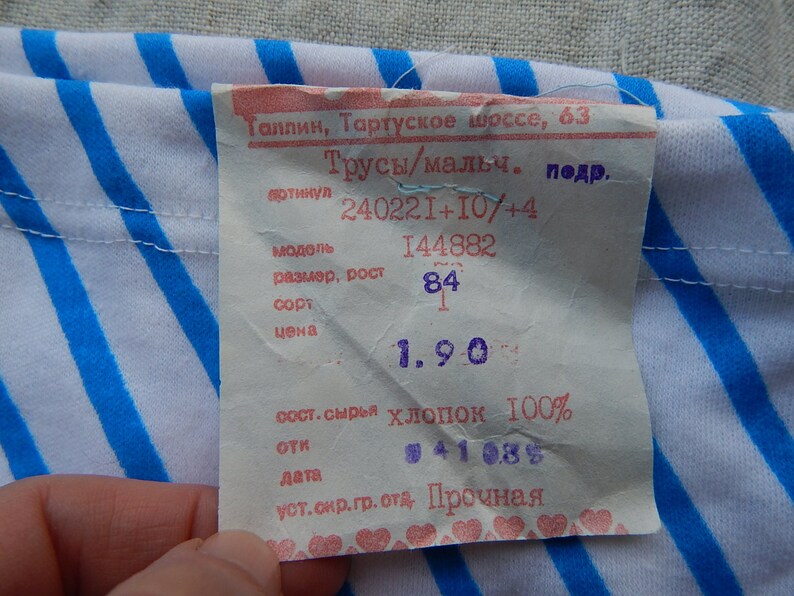 Таллин, Тартуское шоссе, 63
Трусы/мальч. подр.
артикул 240221+10/+4
модель 144882
размер, рост 84
сорт 1
цена
1.90
сост. сырья хлопок 100%
отк
дата
уст. окр. гр. отд. Прочная